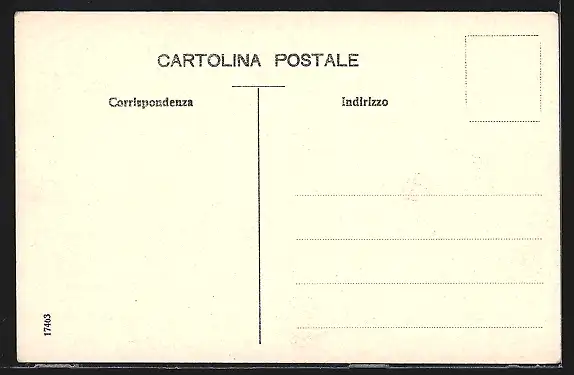 CARTOLINA POSTALE
Corrispondenza
Indirizzo
17463